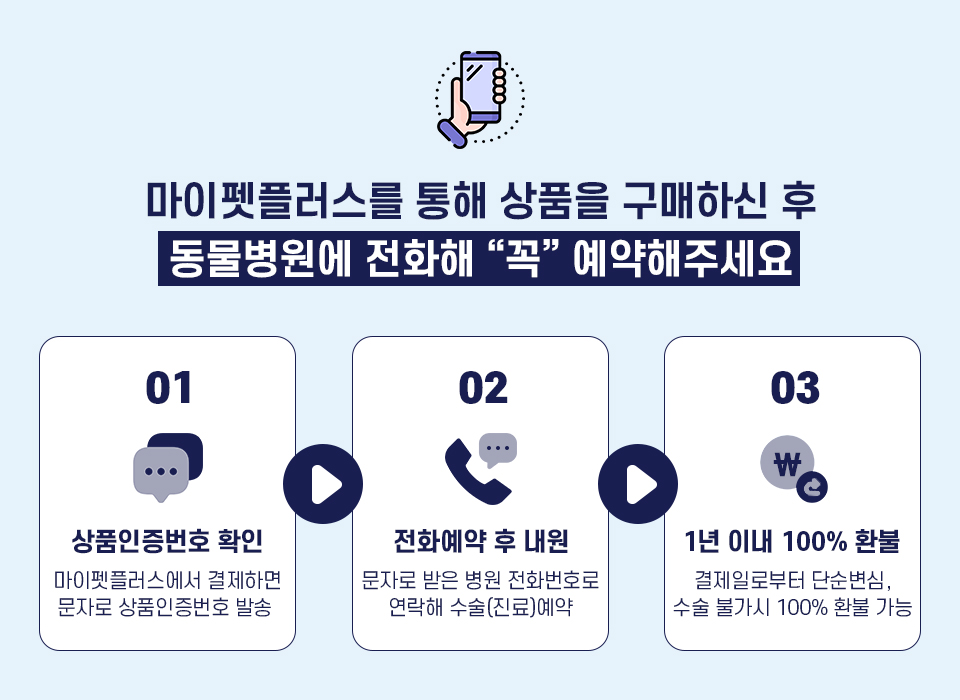 마이펫플러스를 통해 상품을 구매하신 후
동물병원에 전화해 “꼭” 예약해주세요
01
상품인증번호 확인
마이펫플러스에서 결제하면
문자로 상품인증번호 발송
02
전화예약 후 내원
문자로 받은 병원 전화번호로
연락해 수술(진료)예약
03
₩
1년 이내 100% 환불
결제일로부터 단순변심,
수술 불가시 100% 환불 가능